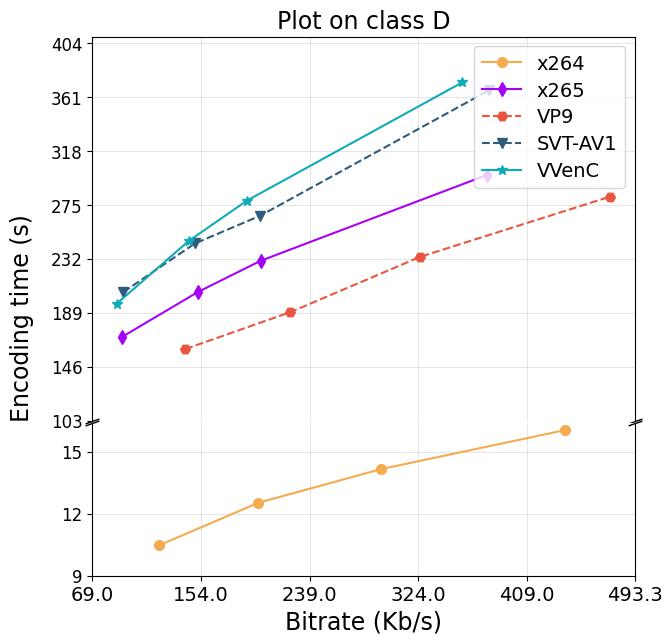 Plot on class D
404
361
318
275
232
189
146
103
15
12
9
Encoding time (s)
x264
x265
VP9
SVT-AV1
VVenC
69.0 154.0 239.0 324.0 409.0 493.3
Bitrate (Kb/s)